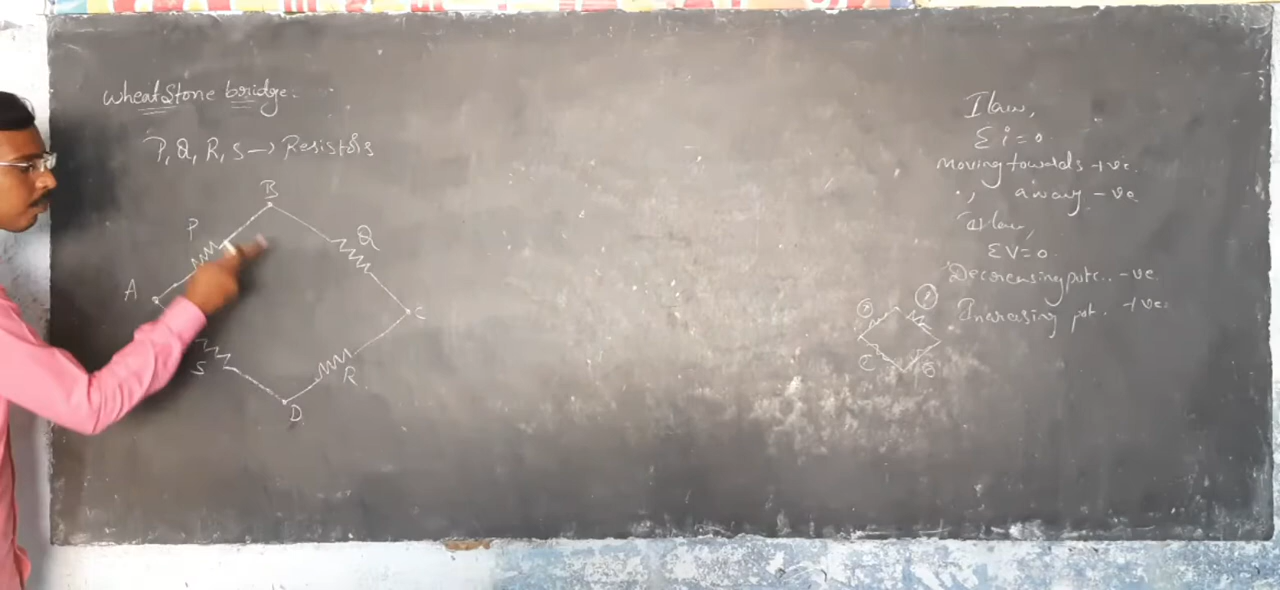 Wheatstone bridge.
P, Q, R, S → Resistors
B
P
Q
A
C
S
R
D
I law,
Σ i = 0
Moving towards +ve.
,, away -ve
II law,
ΣV = 0.
Decreasing pote.. -ve
Increasing pot. +ve